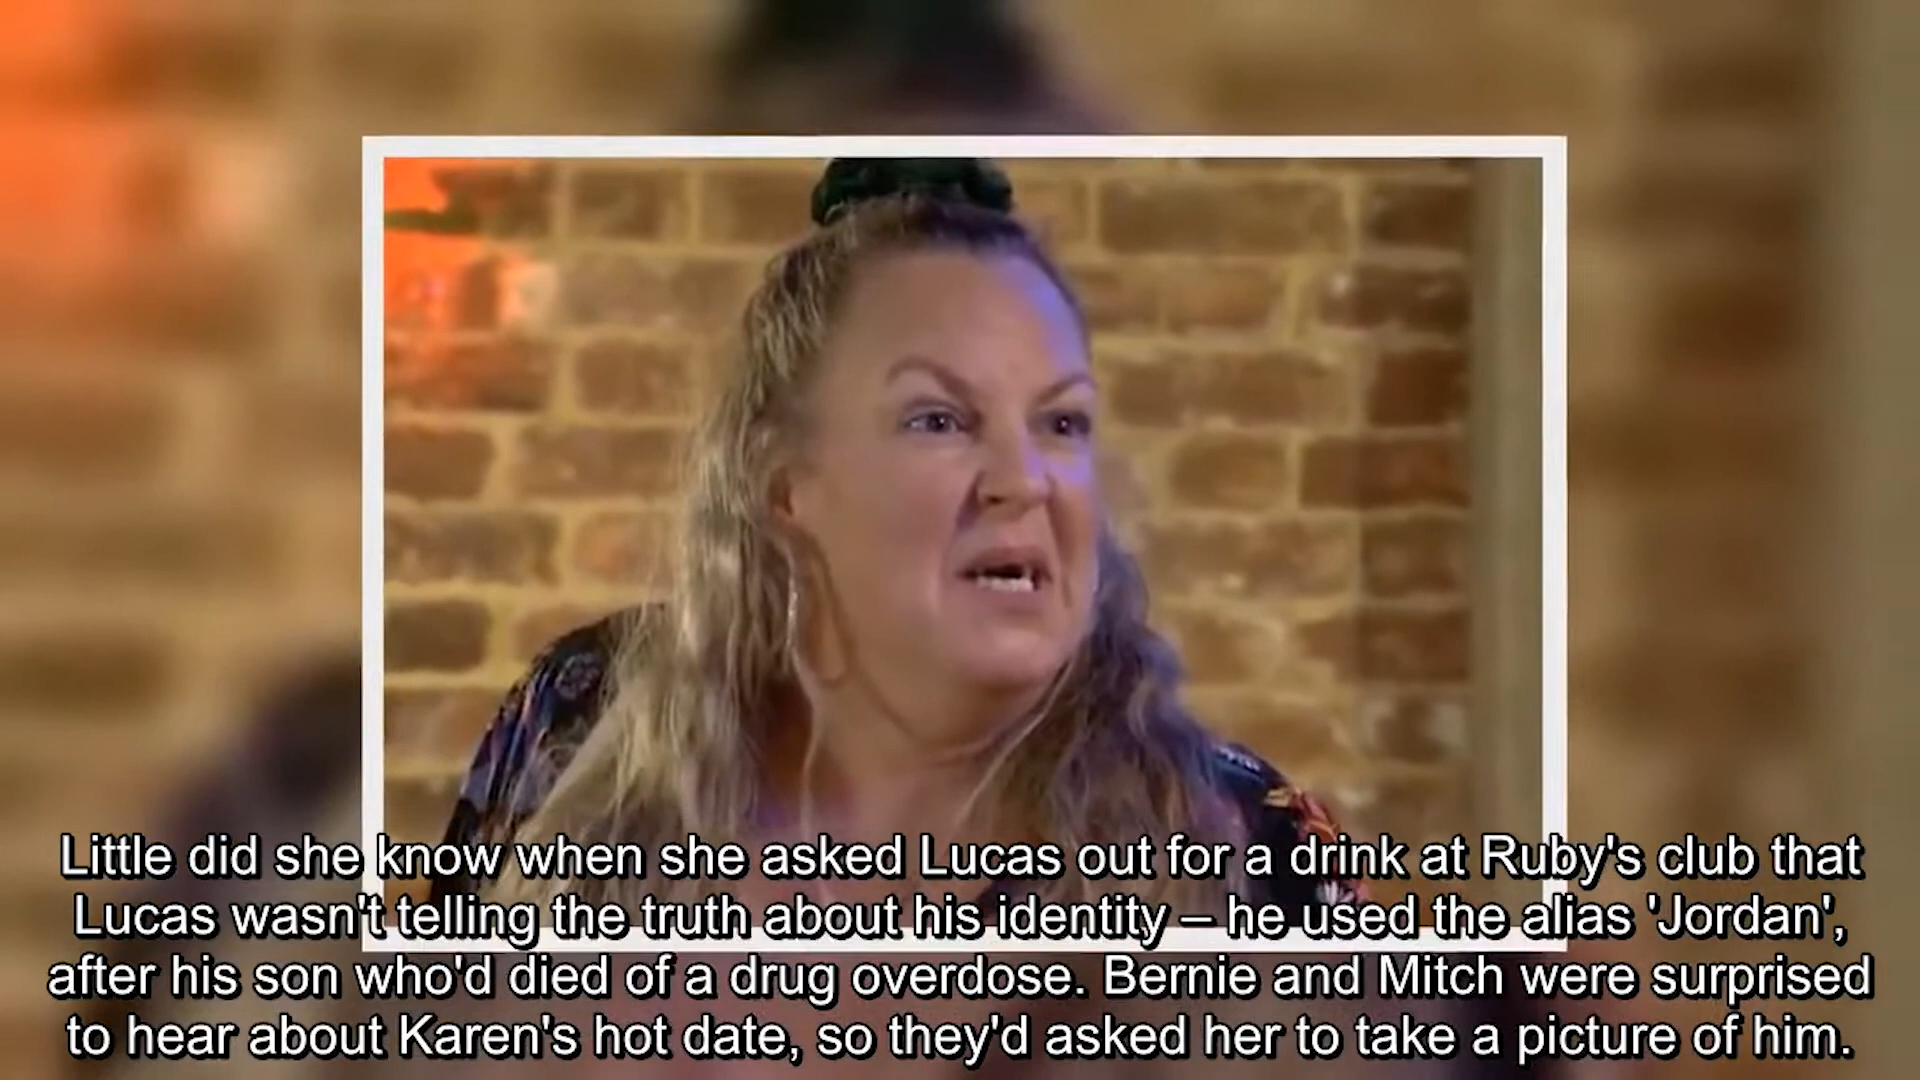 Little did she know when she asked Lucas out for a drink at Ruby's club that
Lucas wasn't telling the truth about his identity – he used the alias 'Jordan',
after his son who'd died of a drug overdose. Bernie and Mitch were surprised
to hear about Karen's hot date, so they'd asked her to take a picture of him.